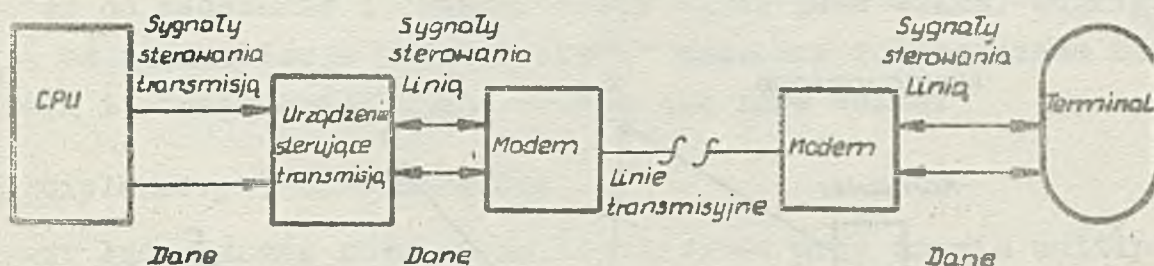 Sygnały
sterowania
transmisją
CPU
Urządzeni
sterujące
transmisją
Sygnały
sterowania
Linią
Modem
Linie
transmisyjne
Modem
Sygnały
sterowania
Linią
Terminal
Dane
Dane
Dane